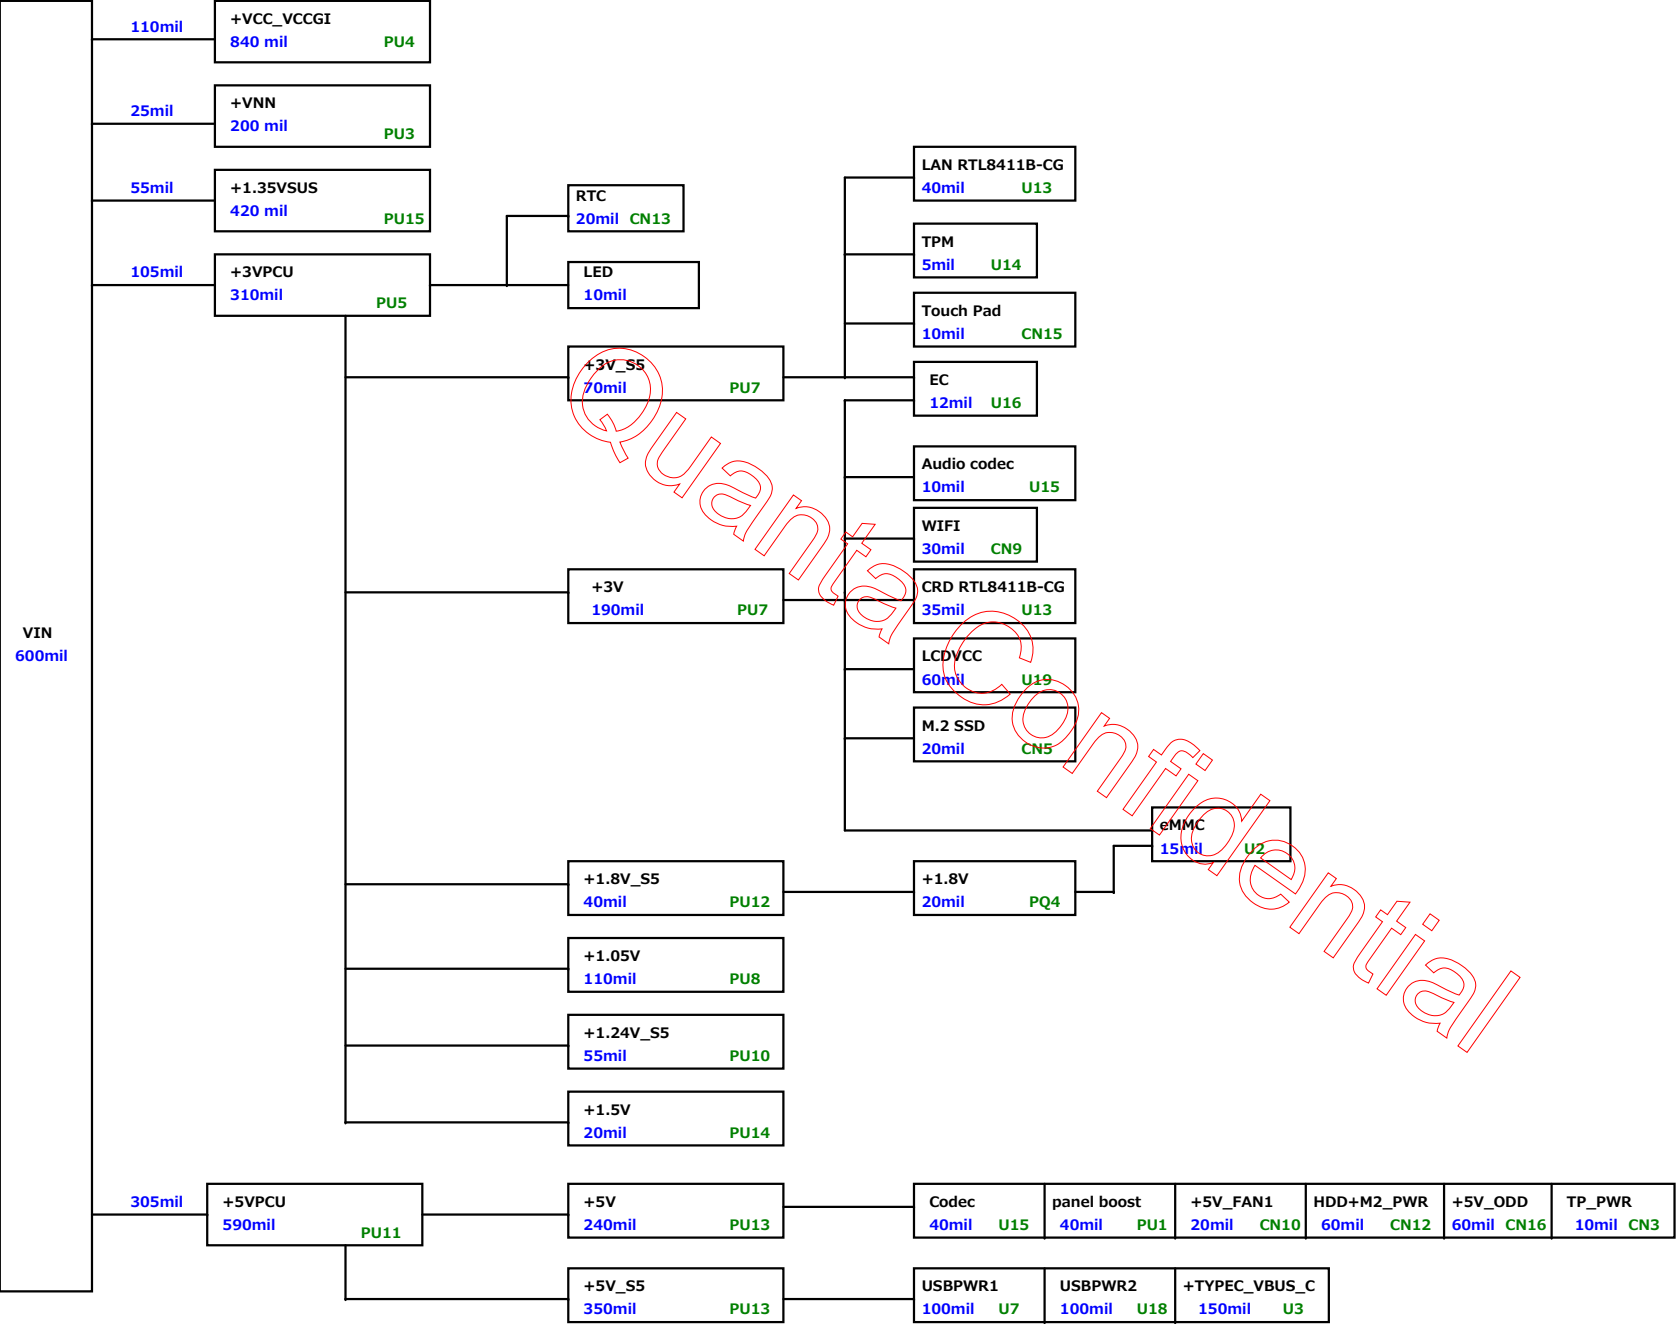 VIN
600mil
110mil
+VCC_VCCGI
840 mil PU4
25mil
+VNN
200 mil PU3
55mil
+1.35VSUS
420 mil PU15
105mil
+3VPCU
310mil PU5
RTC
20mil CN13
LED
10mil
+3V_S5
70mil PU7
LAN RTL8411B-CG
40mil U13
TPM
5mil U14
Touch Pad
10mil CN15
EC
12mil U16
Audio codec
10mil U15
WIFI
30mil CN9
+3V
190mil PU7
CRD RTL8411B-CG
35mil U13
LCDVCC
60mil U19
M.2 SSD
20mil CN5
eMMC
15mil U2
+1.8V_S5
40mil PU12
+1.8V
20mil PQ4
+1.05V
110mil PU8
+1.24V_S5
55mil PU10
+1.5V
20mil PU14
305mil
+5VPCU
590mil PU11
+5V
240mil PU13
Codec
40mil U15
panel boost
40mil PU1
+5V_FAN1
20mil CN10
HDD+M2_PWR
60mil CN12
+5V_ODD
60mil CN16
TP_PWR
10mil CN3
+5V_S5
350mil PU13
USBPWR1
100mil U7
USBPWR2
100mil U18
+TYPEC_VBUS_C
150mil U3
Quanta Confidential